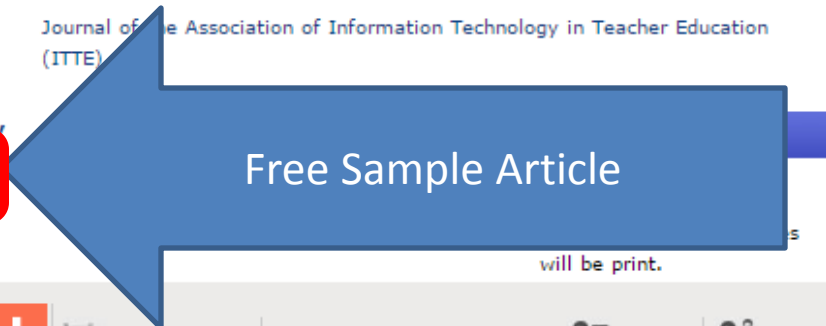 Journal of Association of Information Technology in Teacher Education
(ITTE)
Free Sample Article
will be print.